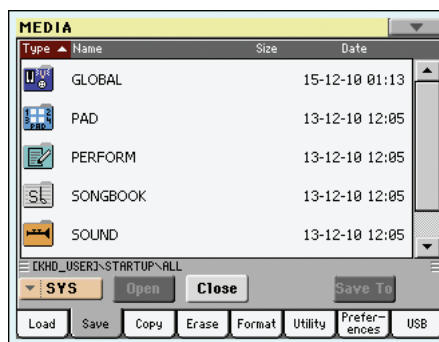 MEDIA
Type Name Size Date
GLOBAL 15-12-10 01:13
PAD 13-12-10 12:05
PERFORM 13-12-10 12:05
SONGBOOK 13-12-10 12:05
SOUND 13-12-10 12:05
[KHD_USER]\STARTUP\ALL
SYS Open Close Save To
Load Save Copy Erase Format Utility Prefer-
ences USB